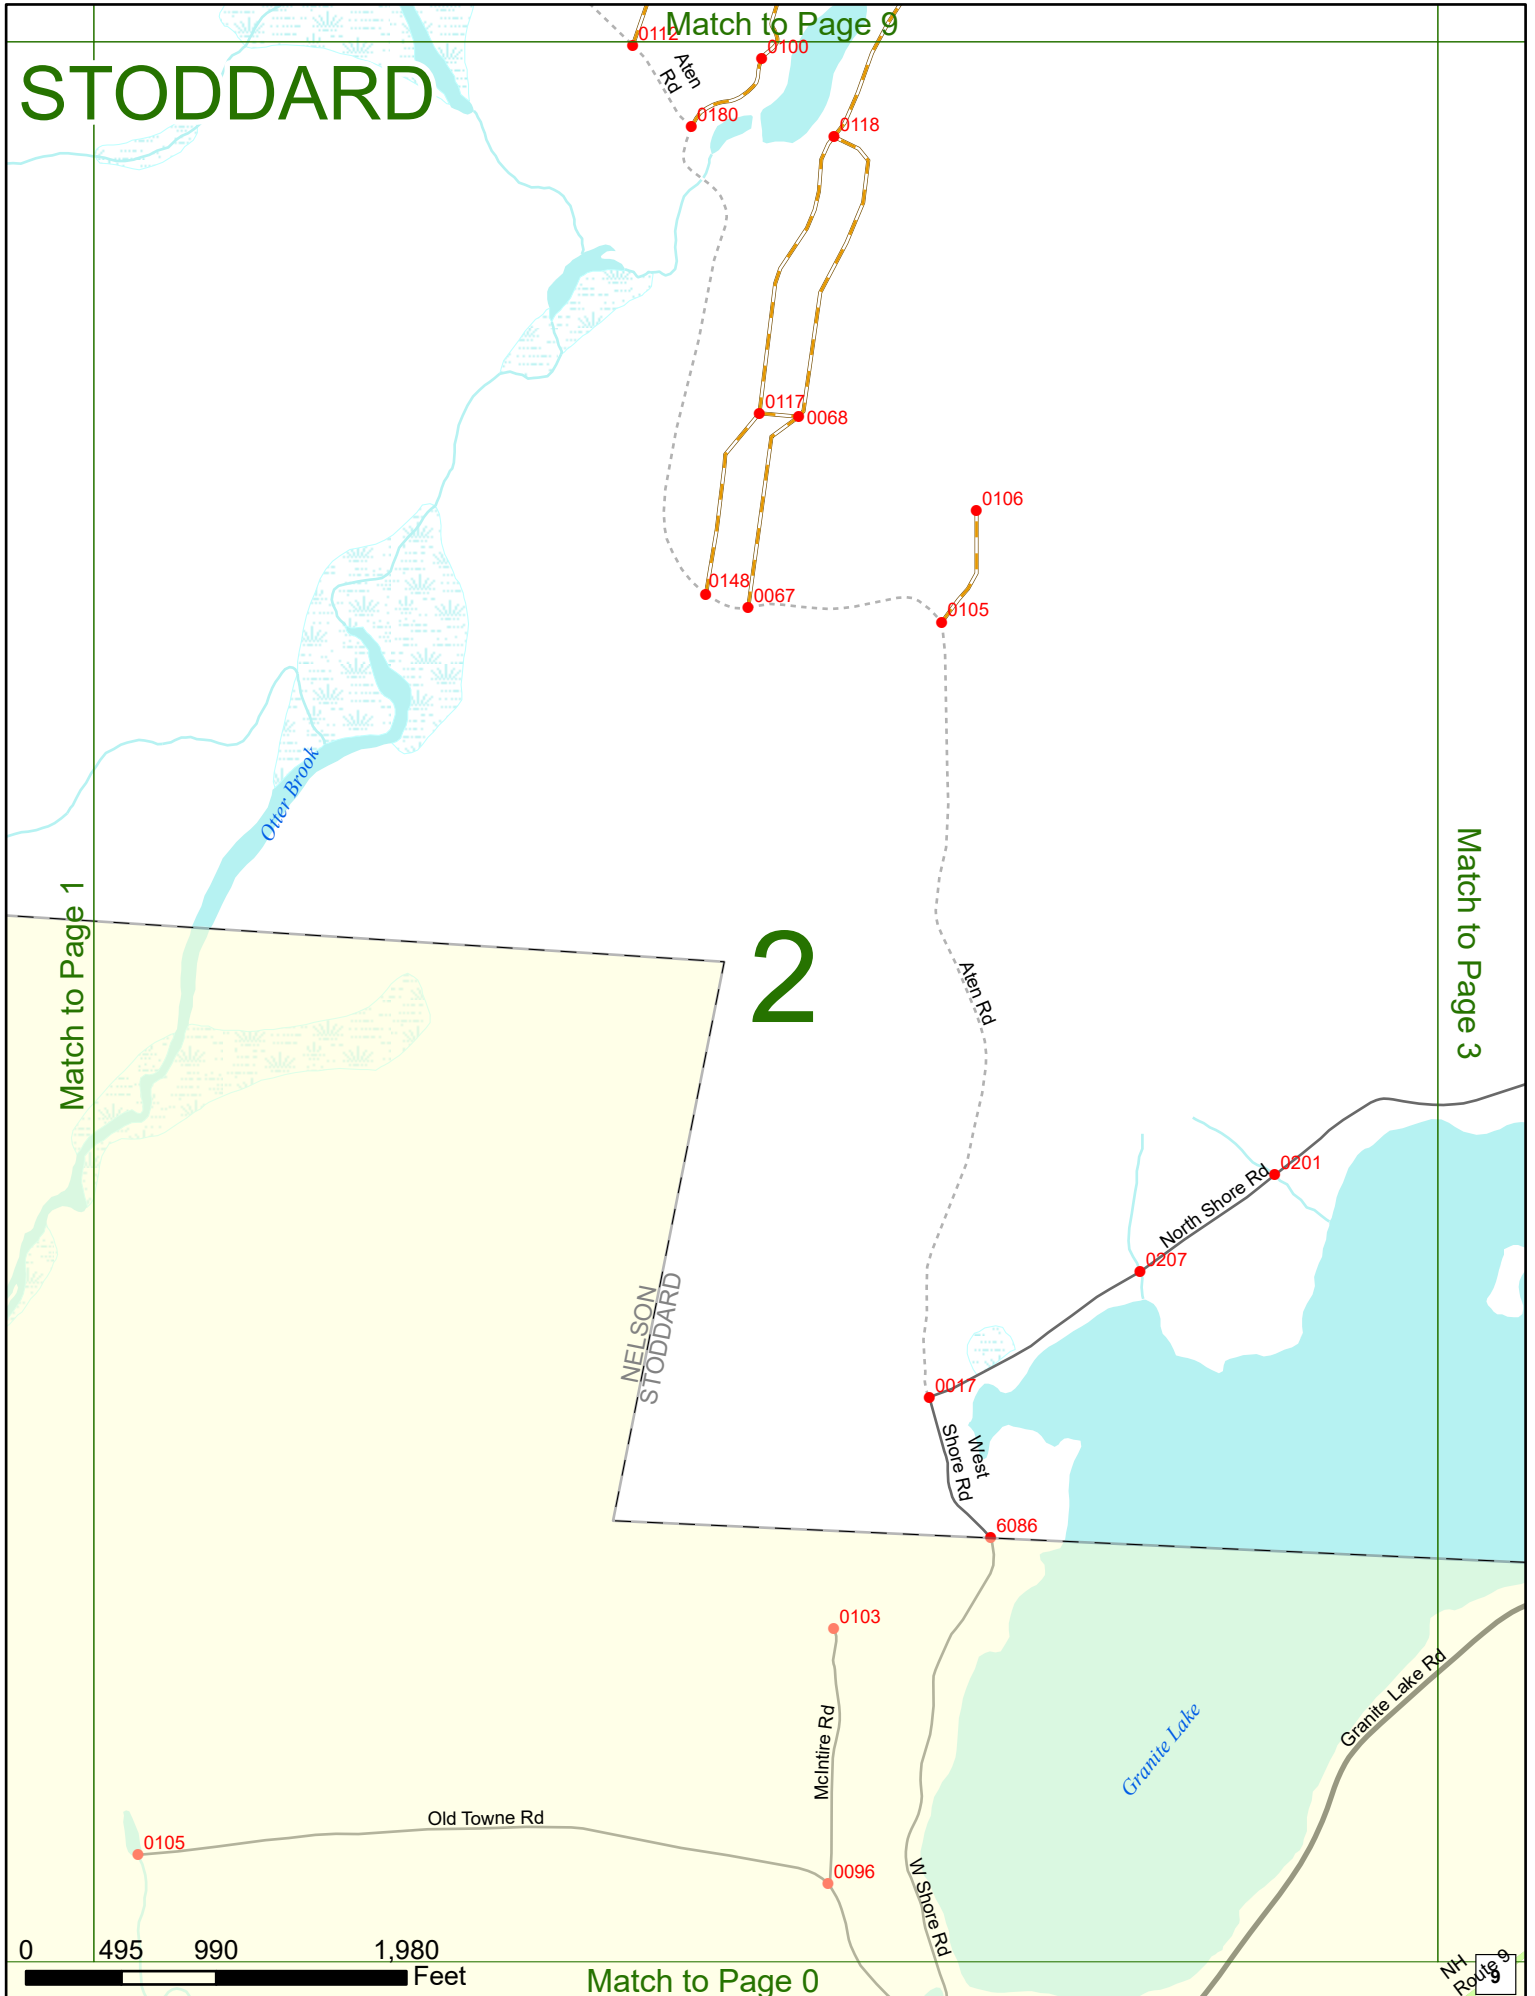 Match to Page 9
STODDARD
0112
0100
Aten
Rd
0180
0118
0117
0068
0106
0148
0067
0105
Otter Brook
Match to Page 1
Match to Page 3
2
Aten Rd
0201
North Shore Rd
0207
NELSON
STODDARD
0017
West
Shore Rd
6086
0103
McIntire Rd
Granite Lake
Granite Lake Rd
Old Towne Rd
0105
0096
W Shore Rd
0 495 990 1,980
Feet
Match to Page 0
NH
Route 9
9